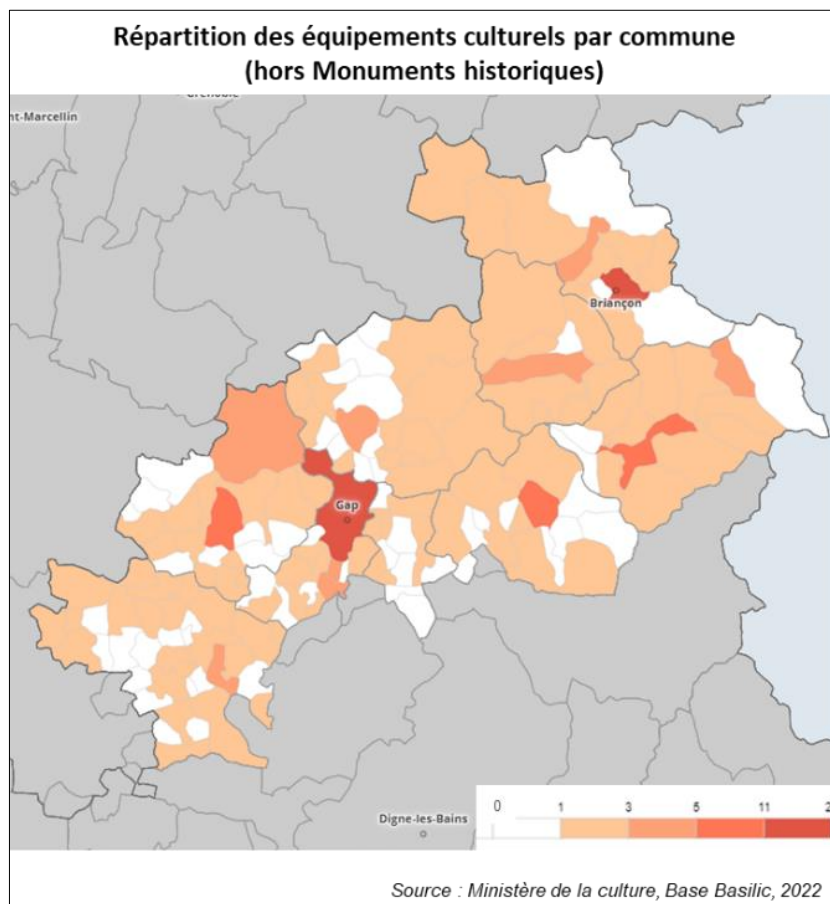 Répartition des équipements culturels par commune
(hors Monuments historiques)
nt-Marcellin
Briançon
Gap
Digne-les-Bains
0 1 3 5 11 2
Source : Ministère de la culture, Base Basilic, 2022